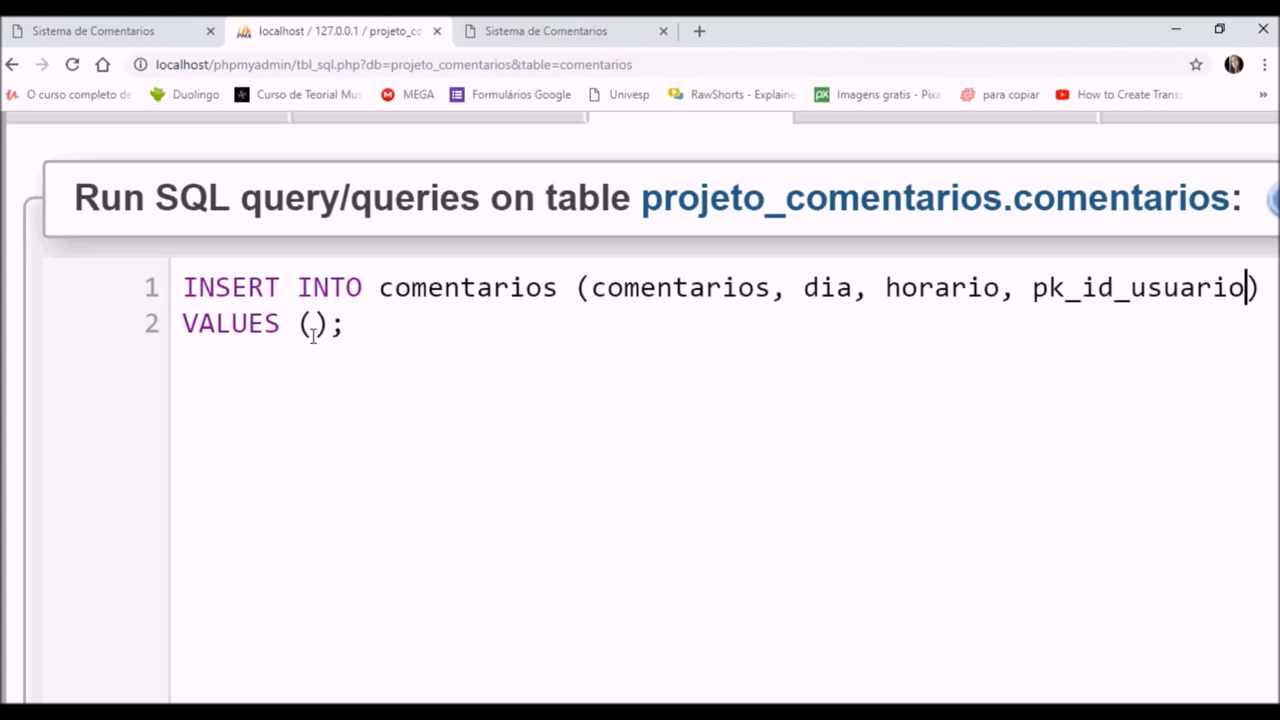 Sistema de Comentarios
localhost / 127.0.0.1 / projeto_co
Sistema de Comentarios
localhost/phpmyadmin/tbl_sql.php?db=projeto_comentarios&table=comentarios
O curso completo de
Duolingo
Curso de Teorial Mus
MEGA
Formulários Google
Univesp
RawShorts - Explaine
Imagens gratis - Pixa
para copiar
How to Create Trans
Run SQL query/queries on table projeto_comentarios.comentarios:
1 INSERT INTO comentarios (comentarios, dia, horario, pk_id_usuario)
2 VALUES ();